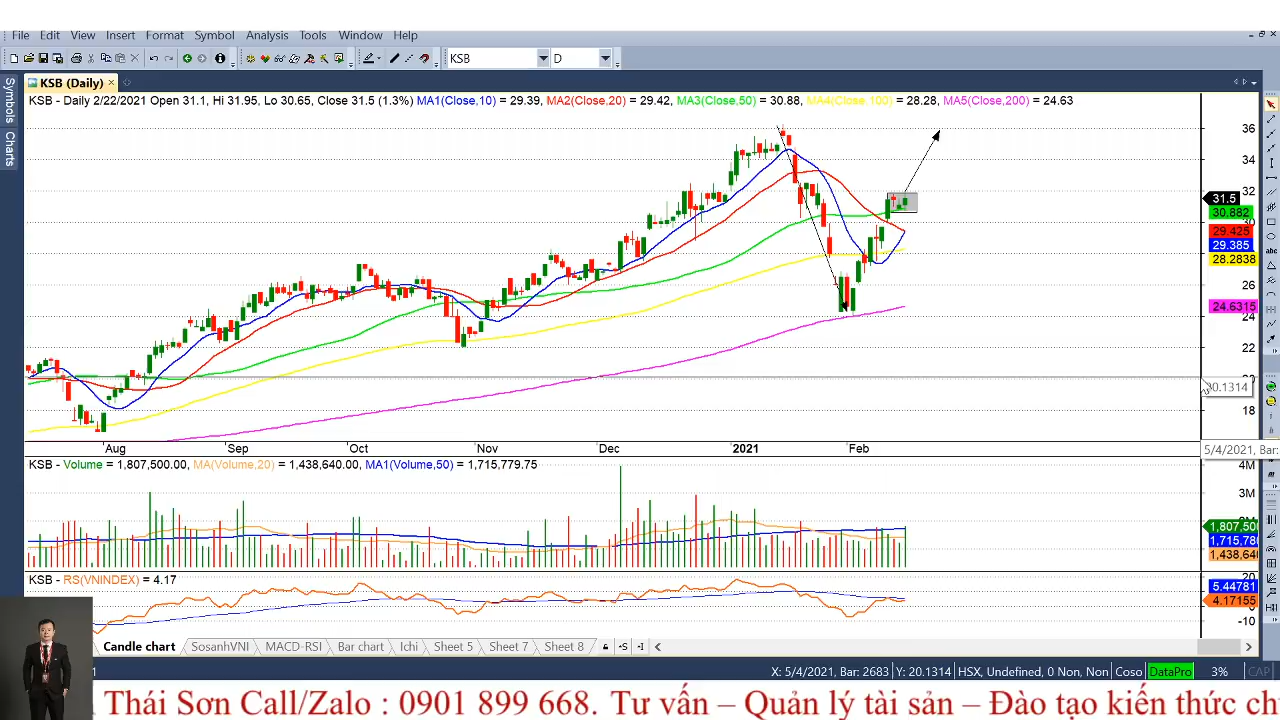 File Edit View Insert Format Symbol Analysis Tools Window Help
KSB D
KSB (Daily)
Symbols
Charts
KSB - Daily 2/22/2021 Open 31.1, Hi 31.95, Lo 30.65, Close 31.5 (1.3%) MA1(Close,10) = 29.39, MA2(Close,20) = 29.42, MA3(Close,50) = 30.88, MA4(Close,100) = 28.28, MA5(Close,200) = 24.63
36
34
32
31.5
30.882
30
29.425
29.385
28.2838
26
24.6315
24
22
18
Aug Sep Oct Nov Dec 2021 Feb
5/4/2021, Bar:
KSB - Volume = 1,807,500.00, MA(Volume,20) = 1,438,640.00, MA1(Volume,50) = 1,715,779.75
4M
3M
1,807,500
1,715,780
1,438,640
KSB - RS(VNINDEX) = 4.17
20
5.44781
4.17155
-10
Candle chart SosanhVNI MACD-RSI Bar chart Ichi Sheet 5 Sheet 7 Sheet 8
X: 5/4/2021, Bar: 2683 Y: 20.1314 HSX, Undefined, 0 Non, Non Coso DataPro 3% CAP
Thái Sơn Call/Zalo : 0901 899 668. Tư vấn – Quản lý tài sản – Đào tạo kiến thức ch